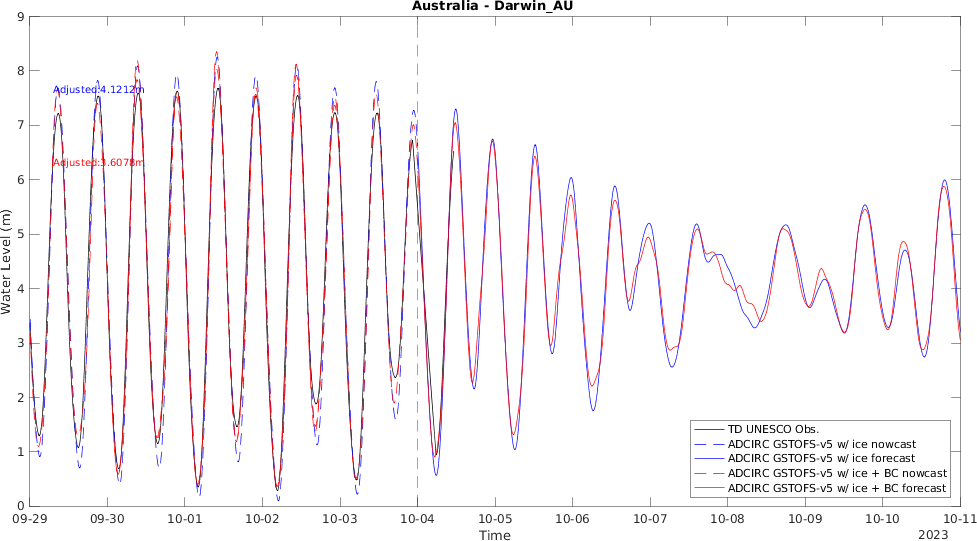 Australia - Darwin_AU
9
8
7
6
5
4
3
2
1
0
Water Level (m)
Adjusted:4.1212m
Adjusted:3.6078m
TD UNESCO Obs.
ADCIRC GSTOFS-v5 w/ ice nowcast
ADCIRC GSTOFS-v5 w/ ice forecast
ADCIRC GSTOFS-v5 w/ ice + BC nowcast
ADCIRC GSTOFS-v5 w/ ice + BC forecast
09-29 09-30 10-01 10-02 10-03 10-04 10-05 10-06 10-07 10-08 10-09 10-10 10-11
Time
2023